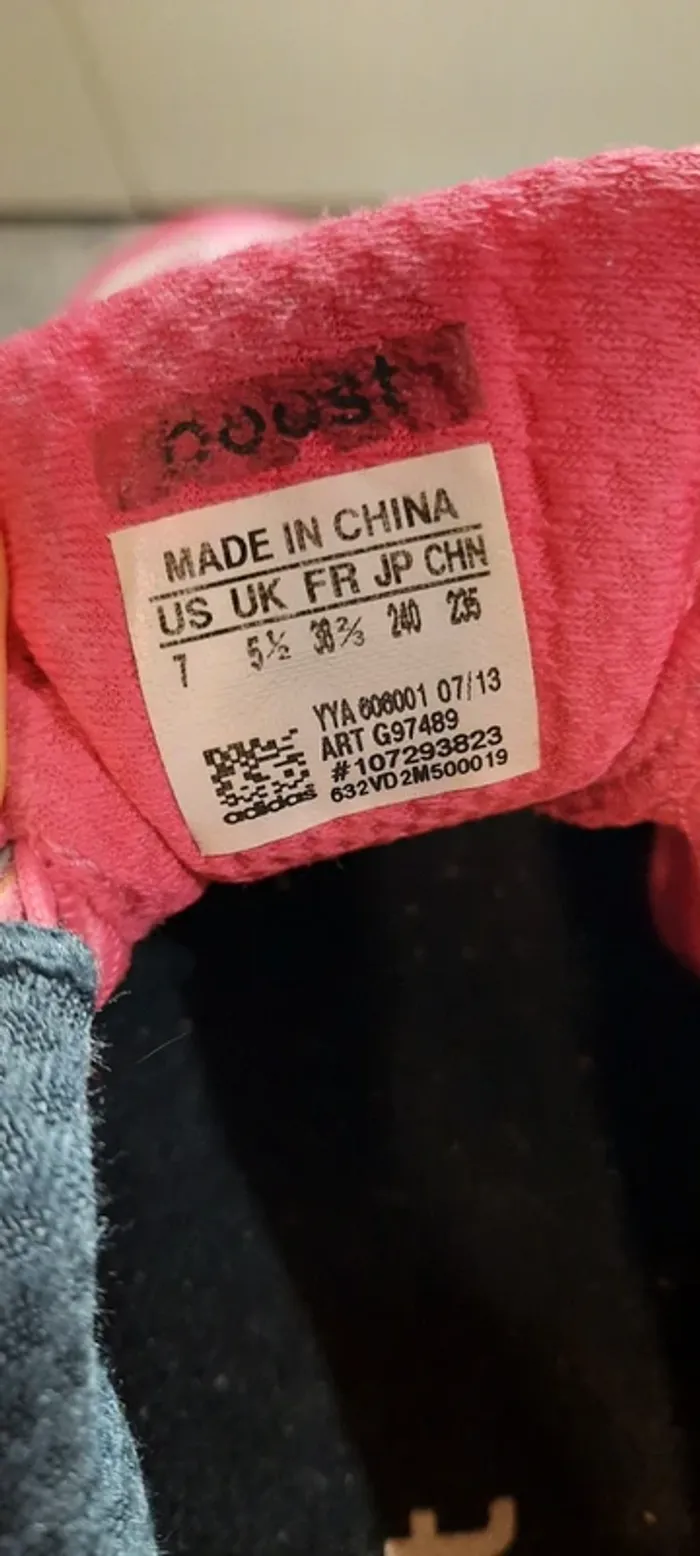 boost
MADE IN CHINA
US UK FR JP CHN
7 5½ 38⅔ 240 235
YYA 606001 07/13
ART G97489
#107293823
632VD2M500019
adidas